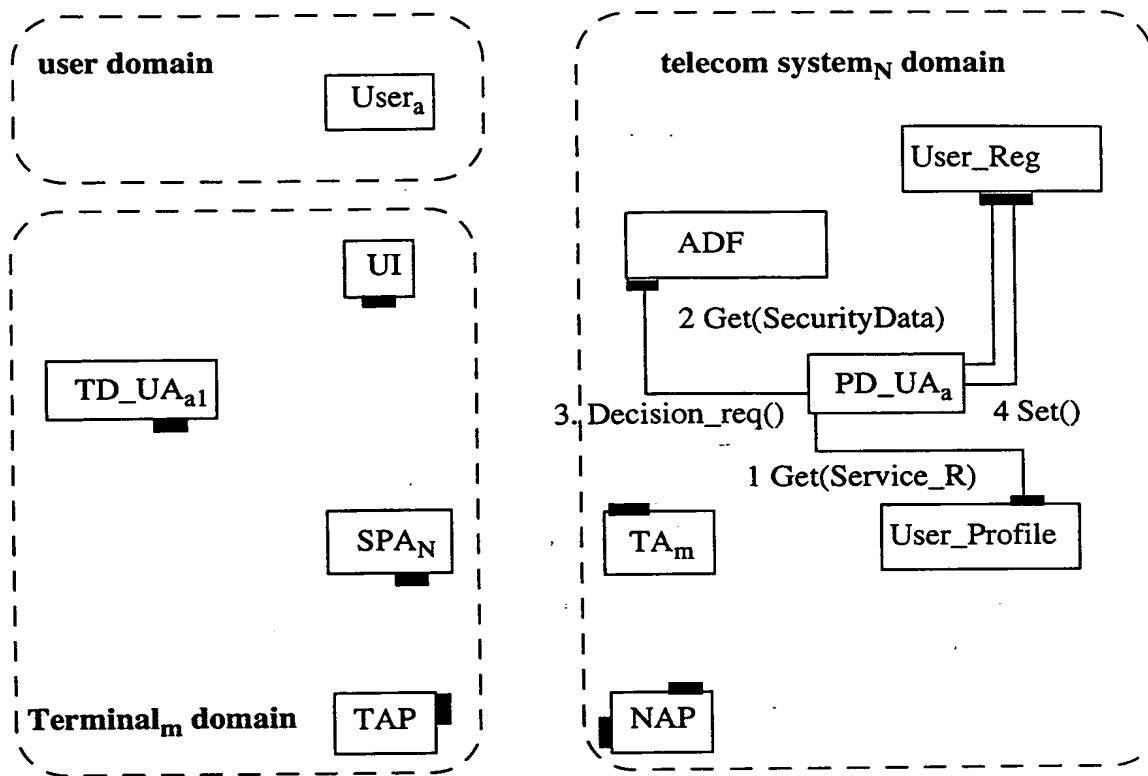 user domain
User_a
UI
TD_UA_a1
SPA_N
Terminal_m domain
TAP
telecom system_N domain
User_Reg
ADF
2 Get(SecurityData)
PD_UA_a
3. Decision_req()
4 Set()
1 Get(Service_R)
TA_m
User_Profile
NAP